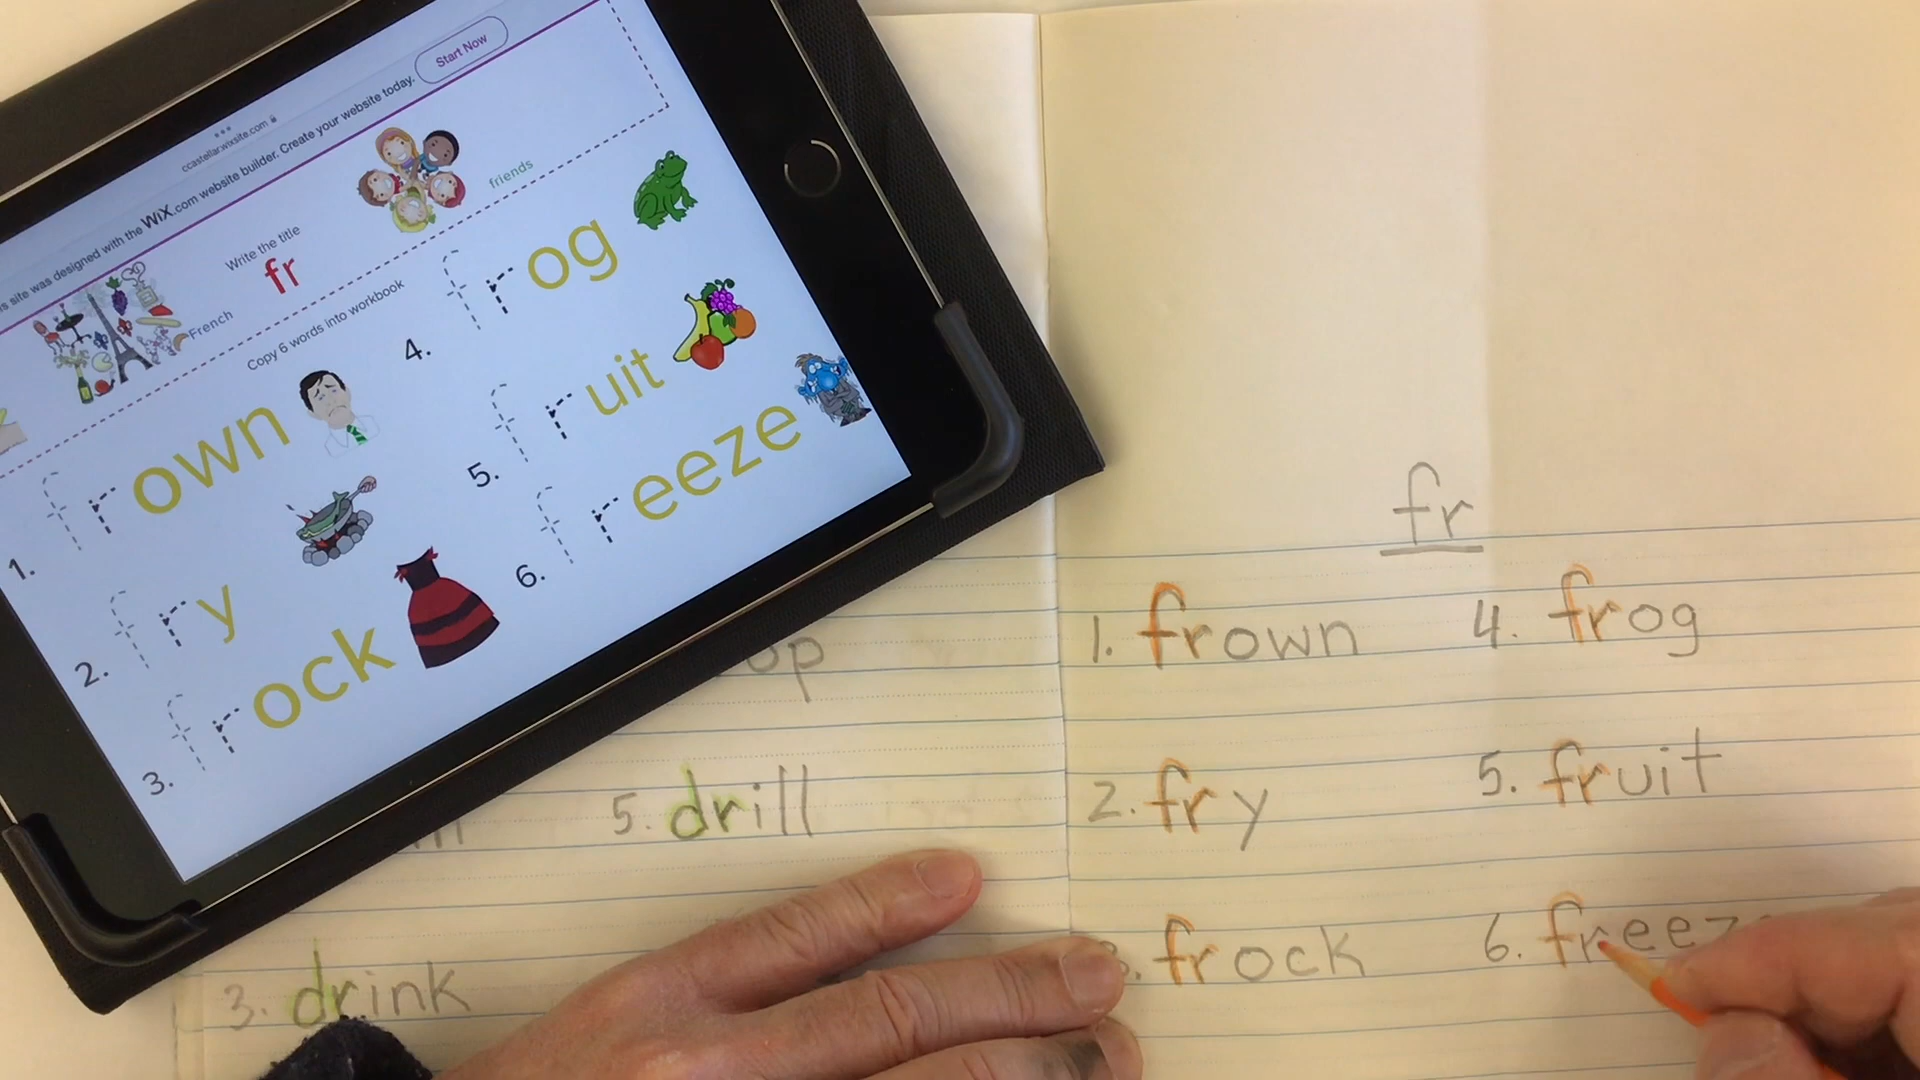 Start Now
ccastellar.wixsite.com
site was designed with the WiX.com website builder. Create your website today.
Write the title
fr
French
friends
Copy 6 words into workbook
1. frown
2. fry
3. frock
4. frog
5. fruit
6. freeze
5. drill
3. drink
fr
1. frown
2. fry
3. frock
4. frog
5. fruit
6. freez